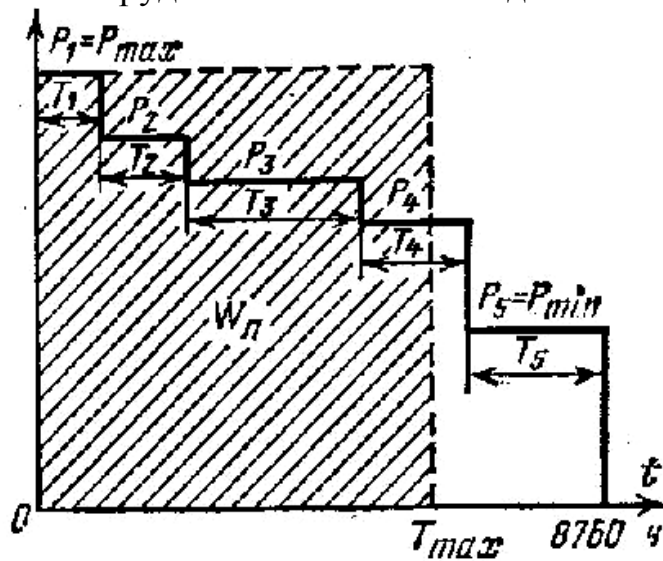 P₁=Pmax
T₁
P₂
T₂
P₃
T₃
P₄
T₄
P₅=Pmin
T₅
Wп
0
Tmax
8760
t
ч